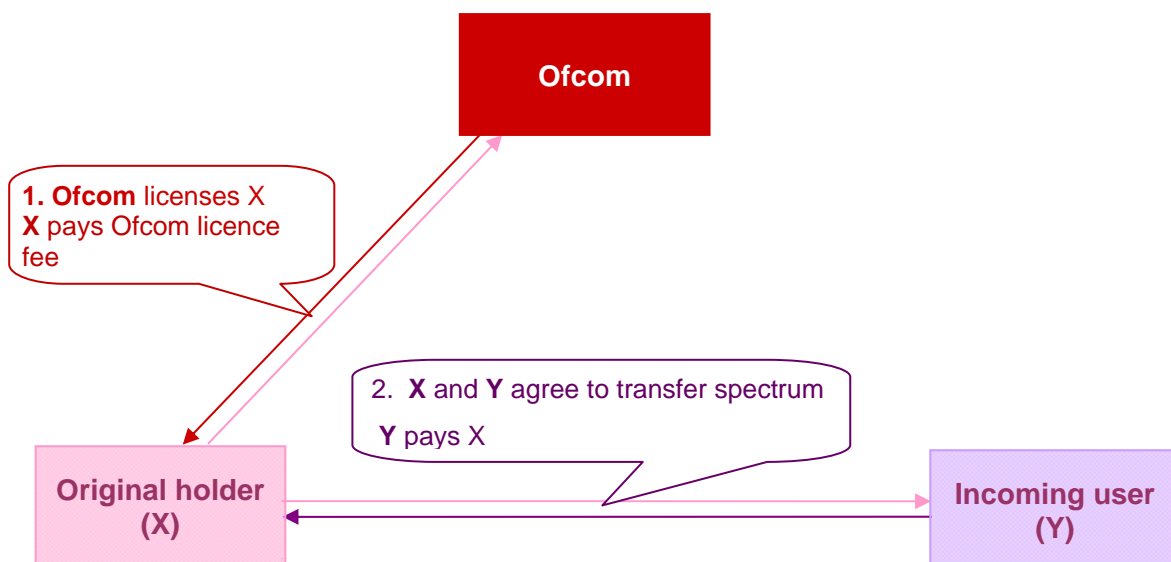 Ofcom
1. Ofcom licenses X
X pays Ofcom licence
fee
2. X and Y agree to transfer spectrum
Y pays X
Original holder
(X)
Incoming user
(Y)